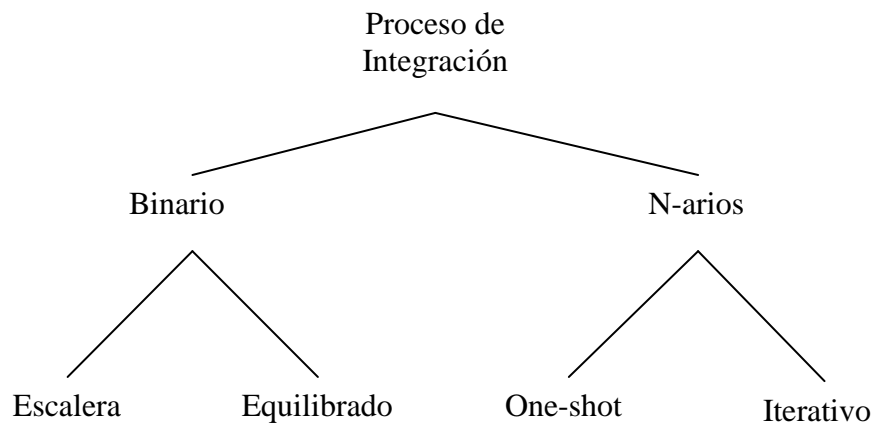 Proceso de
Integración
Binario
N-arios
Escalera
Equilibrado
One-shot
Iterativo